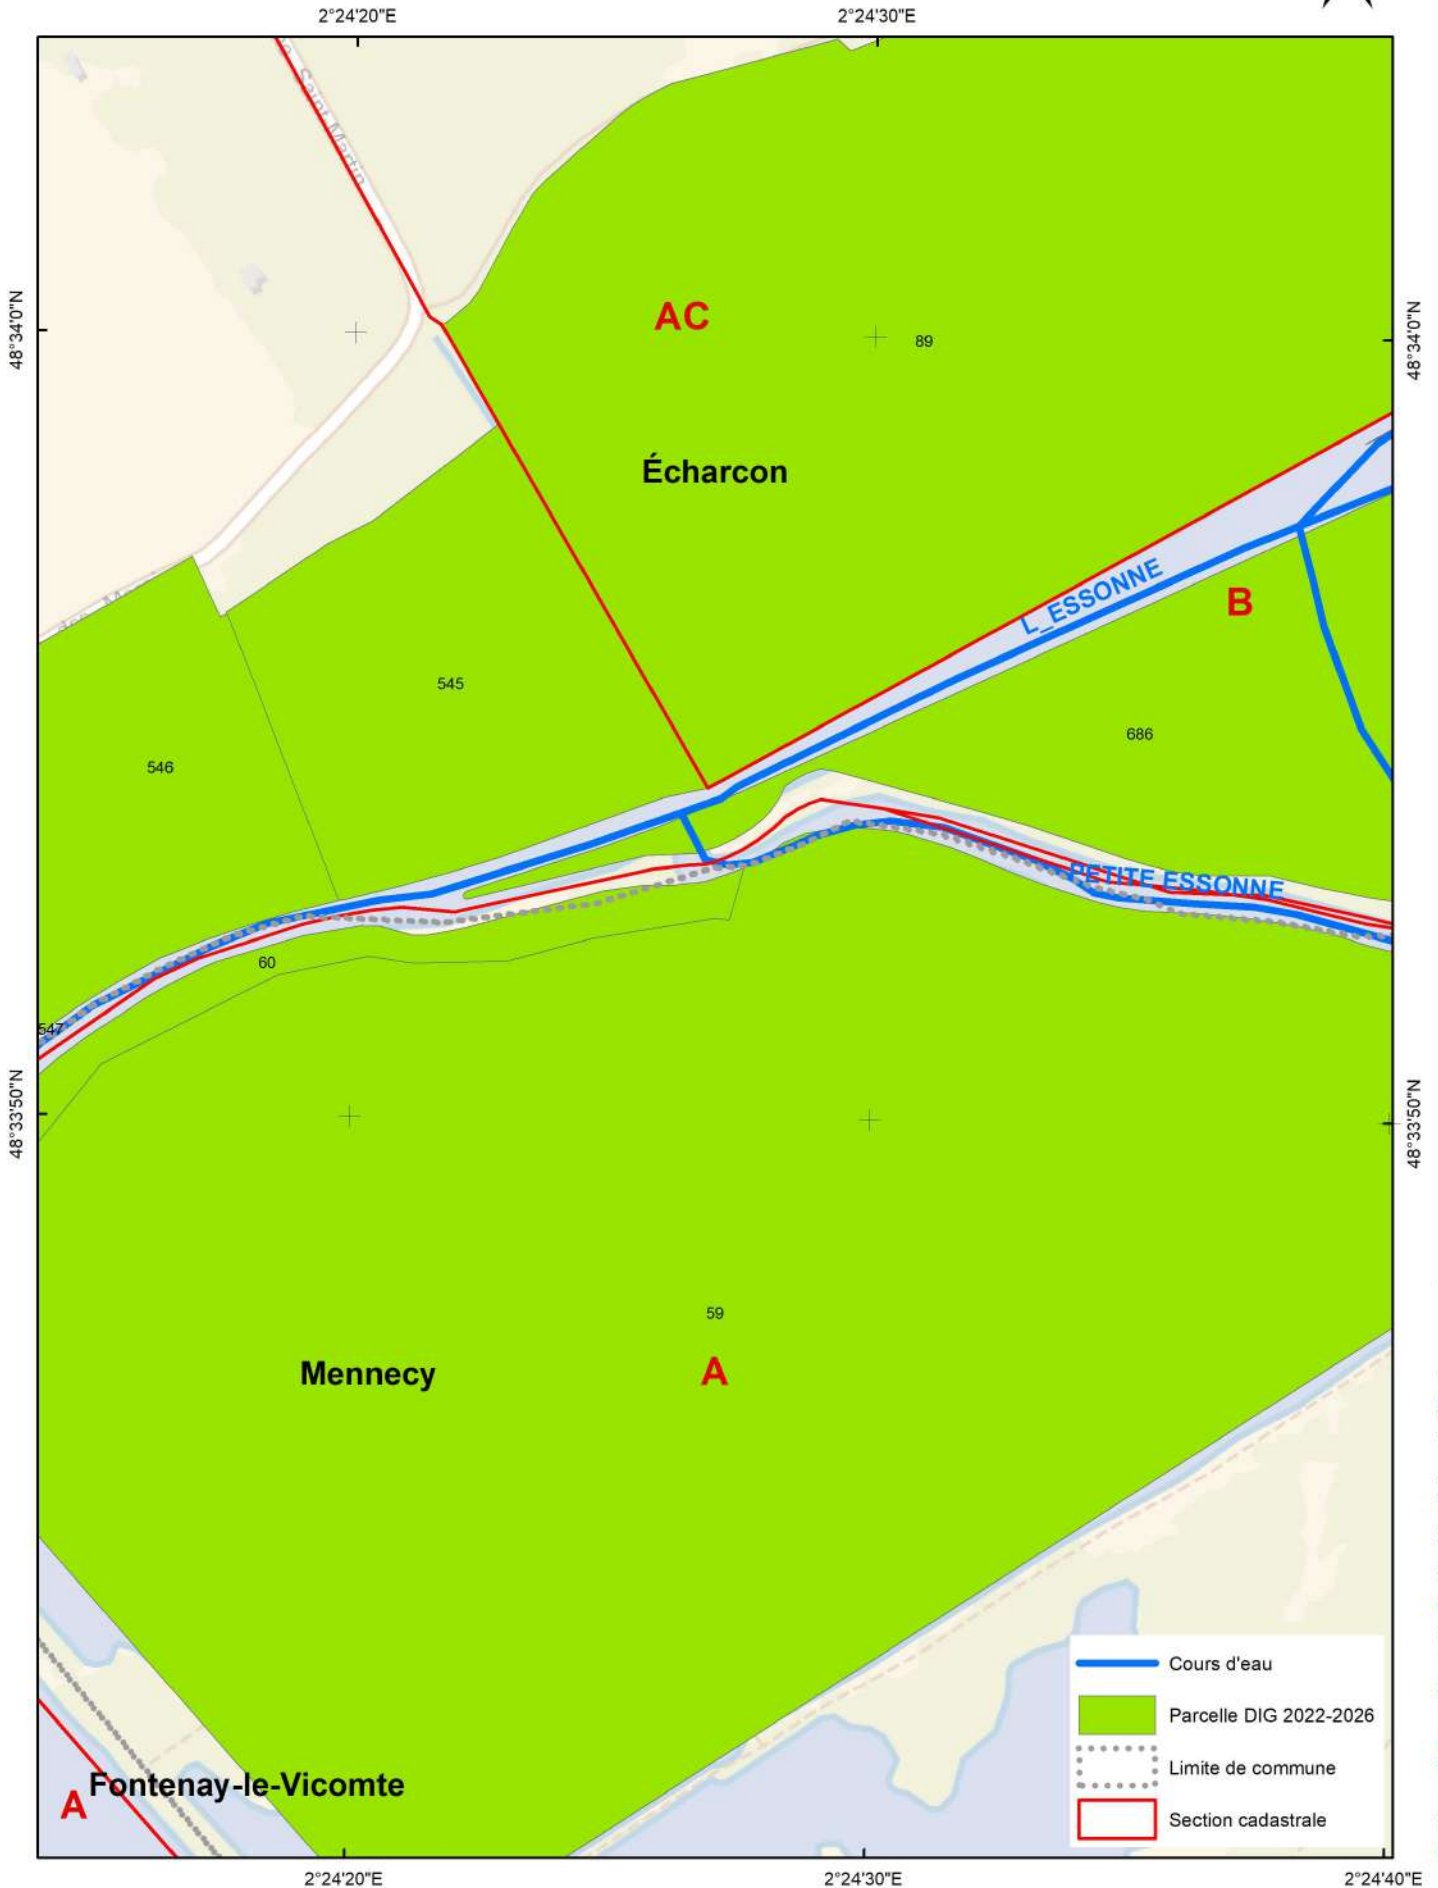 2°24'20"E
2°24'30"E
Saint-Martin
48°34'0"N
48°34'0"N
AC
89
Écharcon
L_ESSONNE
B
545
686
546
PETITE ESSONNE
60
547
48°33'50"N
48°33'50"N
59
Mennecy
A
Cours d'eau
Parcelle DIG 2022-2026
Limite de commune
Section cadastrale
Fontenay-le-Vicomte
A
2°24'20"E
2°24'30"E
2°24'40"E